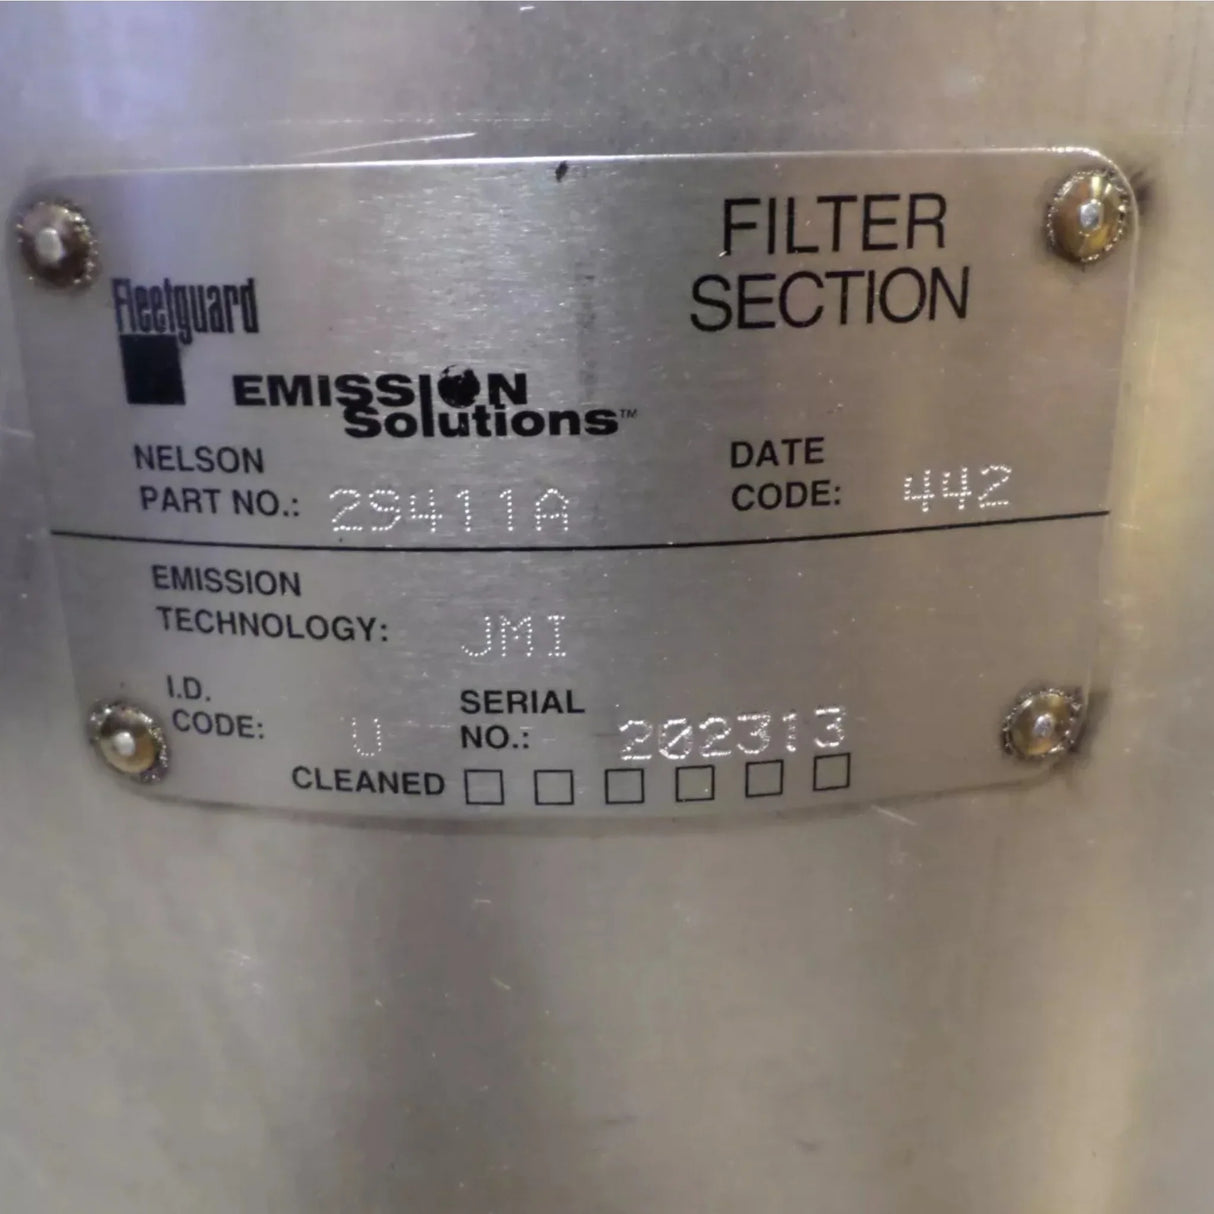 FILTER
SECTION
Fleetguard
EMISSION
Solutions™
NELSON
PART NO.: 29411A
DATE
CODE: 442
EMISSION
TECHNOLOGY: JMI
I.D.
CODE: U
SERIAL
NO.: 202313
CLEANED